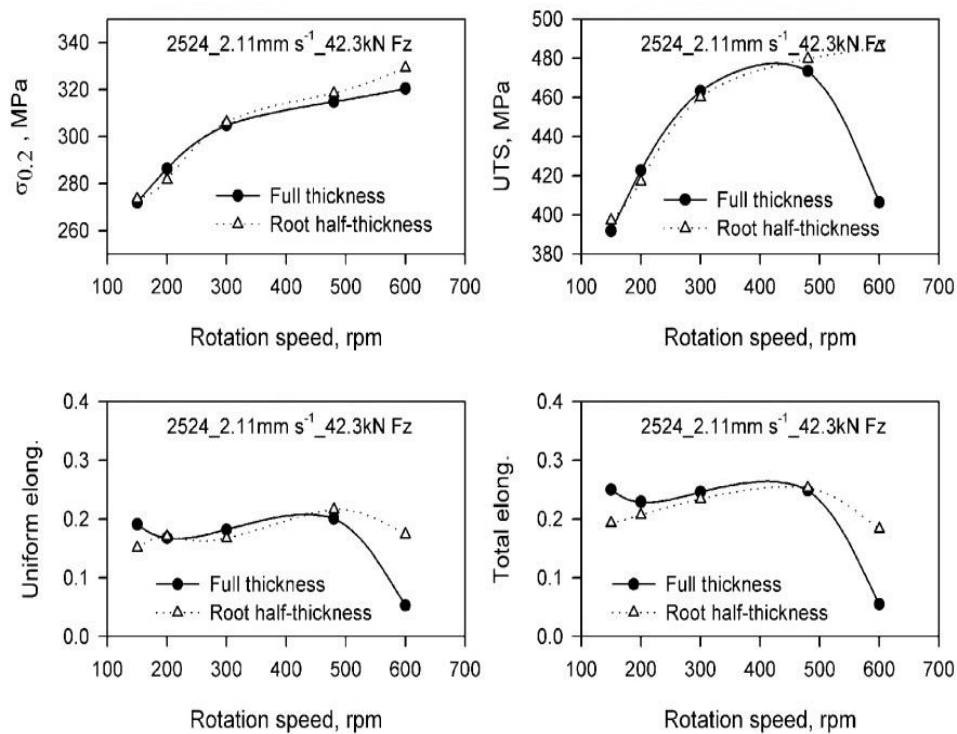 σ0.2 , MPa
340
320
300
280
260
2524_2.11mm s-1_42.3kN Fz
Full thickness
Root half-thickness
100 200 300 400 500 600 700
Rotation speed, rpm
UTS, MPa
500
480
460
440
420
400
380
2524_2.11mm s-1_42.3kN Fz
Full thickness
Root half-thickness
100 200 300 400 500 600 700
Rotation speed, rpm
Uniform elong.
0.4
0.3
0.2
0.1
0.0
2524_2.11mm s-1_42.3kN Fz
Full thickness
Root half-thickness
100 200 300 400 500 600 700
Rotation speed, rpm
Total elong.
0.4
0.3
0.2
0.1
0.0
2524_2.11mm s-1_42.3kN Fz
Full thickness
Root half-thickness
100 200 300 400 500 600 700
Rotation speed, rpm